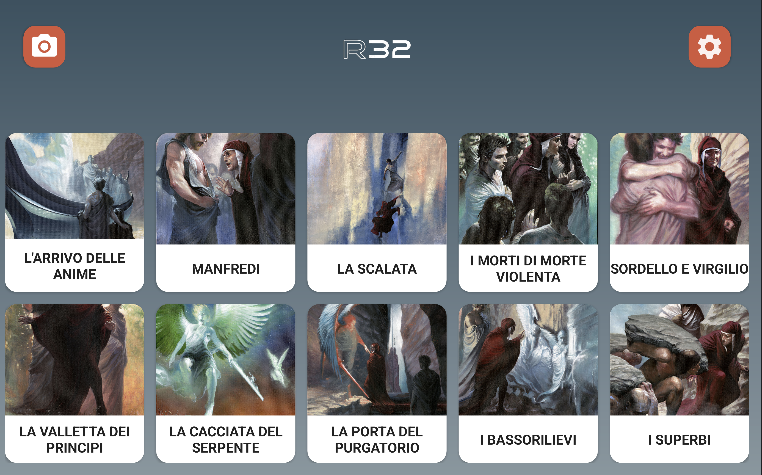 R32
L'ARRIVO DELLE
ANIME
MANFREDI
LA SCALATA
I MORTI DI MORTE
VIOLENTA
SORDELLO E VIRGILIO
LA VALLETTA DEI
PRINCIPI
LA CACCIATA DEL
SERPENTE
LA PORTA DEL
PURGATORIO
I BASSORILIEVI
I SUPERBI